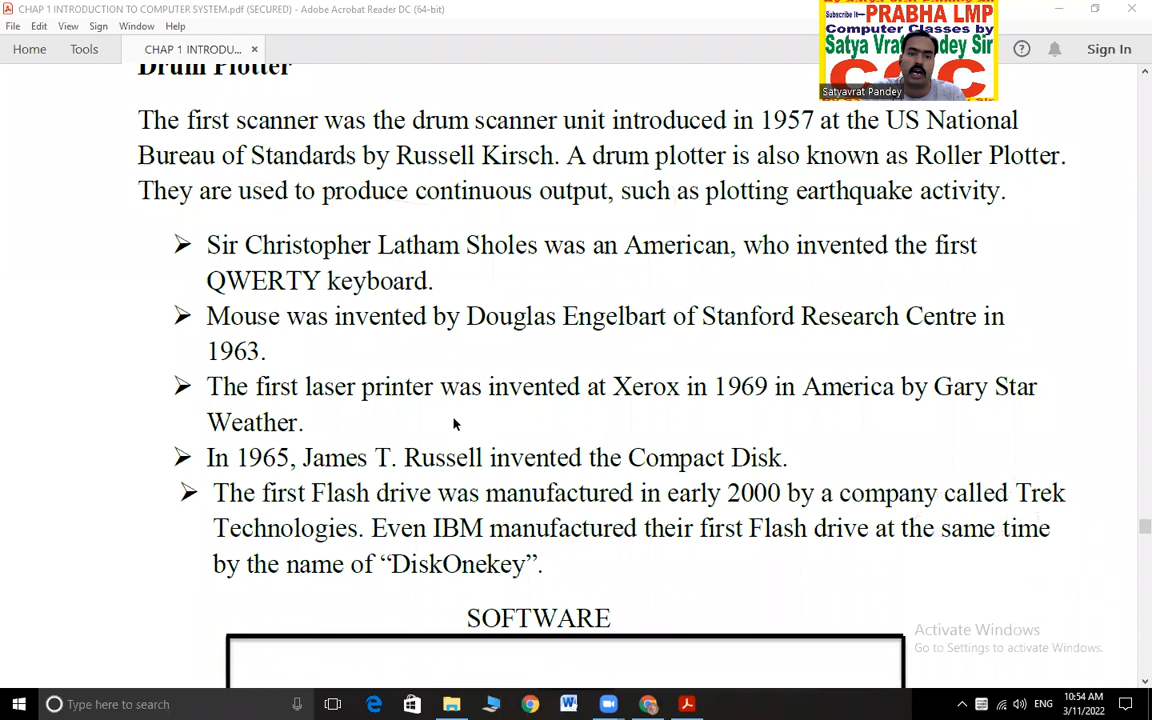 CHAP 1 INTRODUCTION TO COMPUTER SYSTEM.pdf (SECURED) - Adobe Acrobat Reader DC (64-bit)
File Edit View Sign Window Help
Home Tools CHAP 1 INTRODU... × Sign In
Subscribe It— PRABHA LMP
Computer Classes by
Satya Vrat Pandey Sir
CCC
Satyavrat Pandey
Drum Plotter
The first scanner was the drum scanner unit introduced in 1957 at the US National
Bureau of Standards by Russell Kirsch. A drum plotter is also known as Roller Plotter.
They are used to produce continuous output, such as plotting earthquake activity.
➢ Sir Christopher Latham Sholes was an American, who invented the first
QWERTY keyboard.
➢ Mouse was invented by Douglas Engelbart of Stanford Research Centre in
1963.
➢ The first laser printer was invented at Xerox in 1969 in America by Gary Star
Weather.
➢ In 1965, James T. Russell invented the Compact Disk.
➢ The first Flash drive was manufactured in early 2000 by a company called Trek
Technologies. Even IBM manufactured their first Flash drive at the same time
by the name of “DiskOnekey”.
SOFTWARE
Activate Windows
Go to Settings to activate Windows.
Type here to search
ENG
10:54 AM
3/11/2022